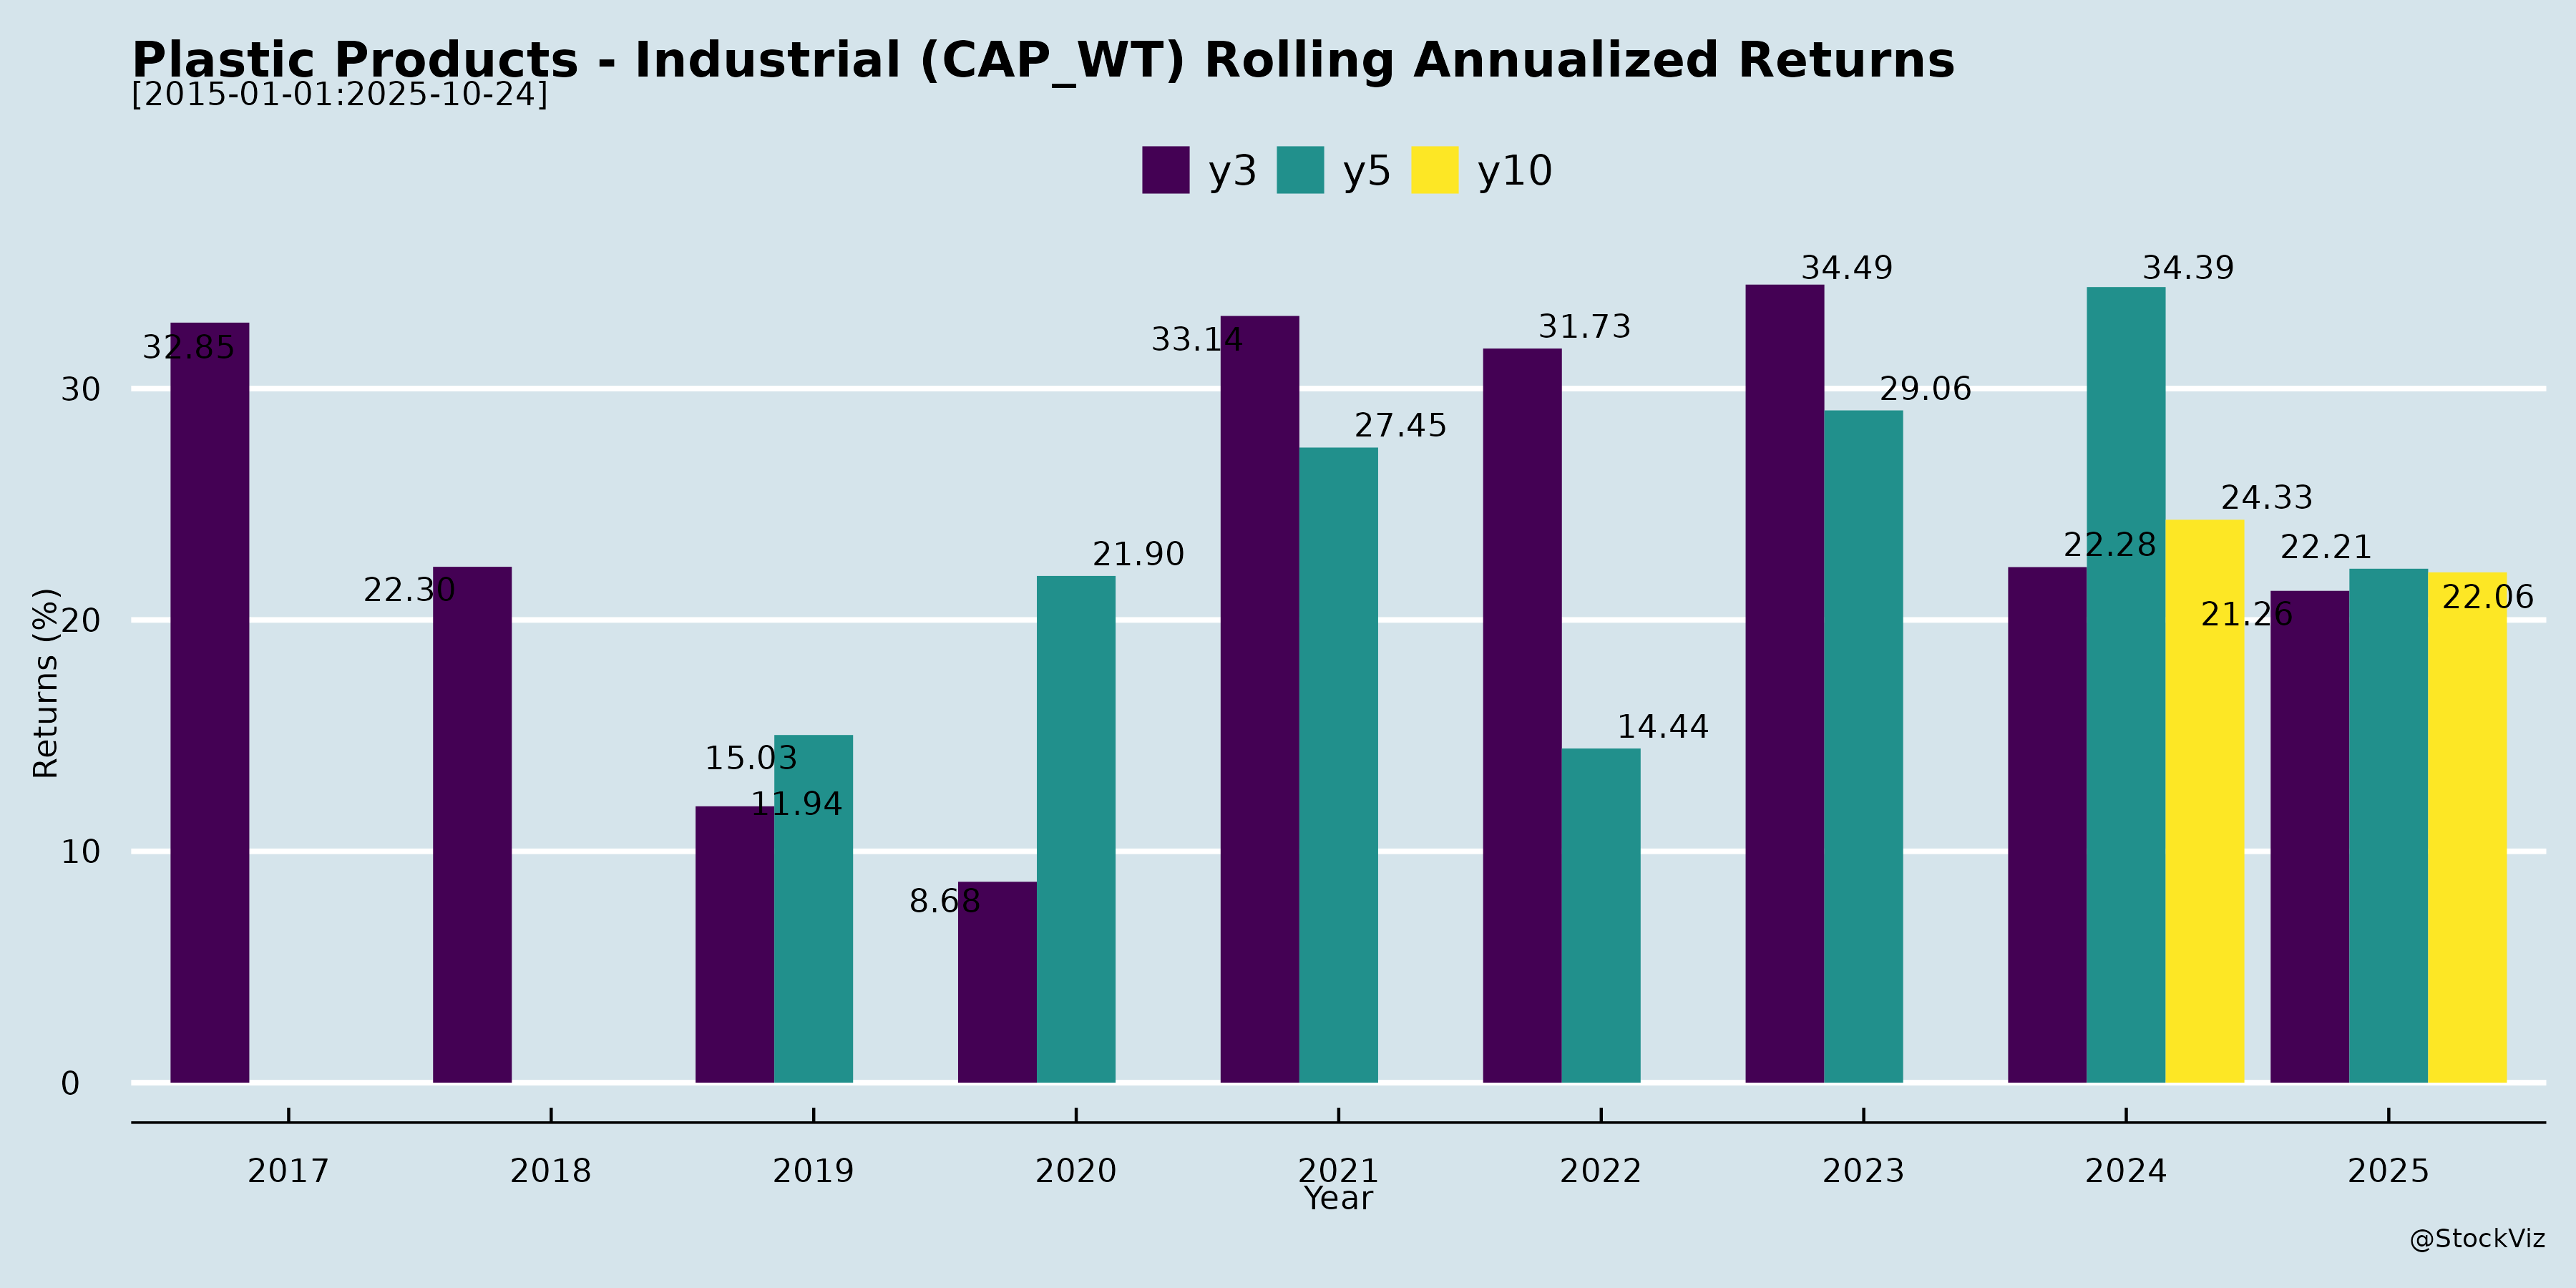 Plastic Products - Industrial (CAP_WT) Rolling Annualized Returns
[2015-01-01:2025-10-24]
y3 y5 y10
34.49 34.39
32.85 33.14 31.73
30 29.06
27.45
24.33
22.30 21.90 22.28 22.21
21.26 22.06
20
Returns (%)
15.03 14.44
11.94
10
8.68
0
2017 2018 2019 2020 2021 2022 2023 2024 2025
Year
@StockViz